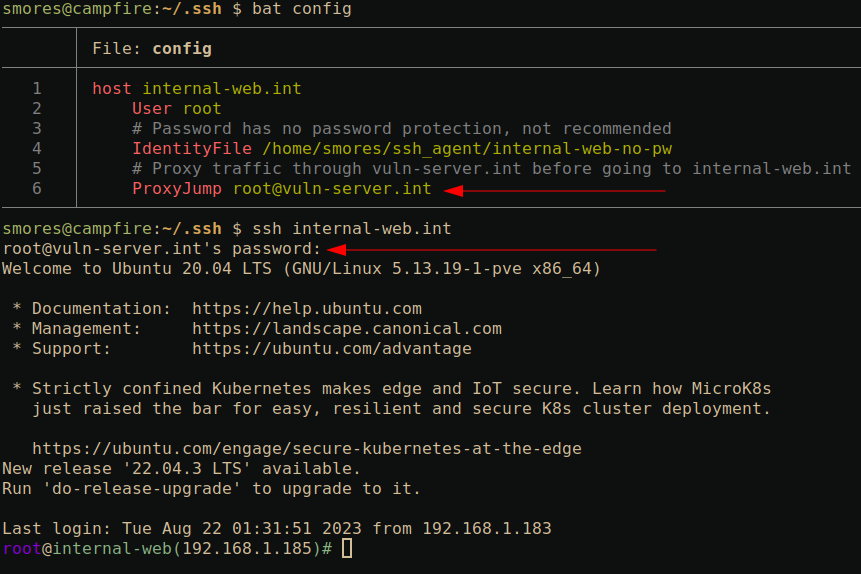 smores@campfire:~/.ssh $ bat config
File: config
1 host internal-web.int
2 User root
3 # Password has no password protection, not recommended
4 IdentityFile /home/smores/ssh_agent/internal-web-no-pw
5 # Proxy traffic through vuln-server.int before going to internal-web.int
6 ProxyJump root@vuln-server.int
smores@campfire:~/.ssh $ ssh internal-web.int
root@vuln-server.int's password:
Welcome to Ubuntu 20.04 LTS (GNU/Linux 5.13.19-1-pve x86_64)
* Documentation: https://help.ubuntu.com
* Management: https://landscape.canonical.com
* Support: https://ubuntu.com/advantage
* Strictly confined Kubernetes makes edge and IoT secure. Learn how MicroK8s
just raised the bar for easy, resilient and secure K8s cluster deployment.
https://ubuntu.com/engage/secure-kubernetes-at-the-edge
New release '22.04.3 LTS' available.
Run 'do-release-upgrade' to upgrade to it.
Last login: Tue Aug 22 01:31:51 2023 from 192.168.1.183
root@internal-web(192.168.1.185)#